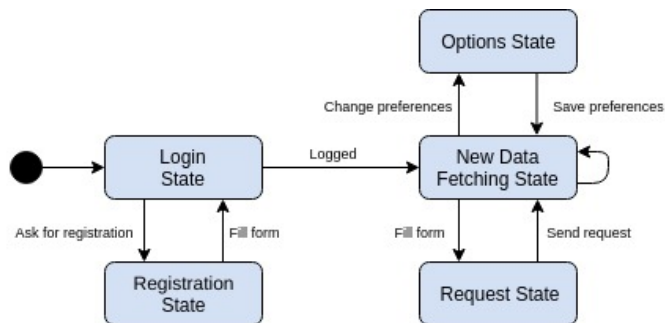 Options State
Change preferences
Save preferences
Login
State
Logged
New Data
Fetching State
Ask for registration
Fill form
Fill form
Send request
Registration
State
Request State